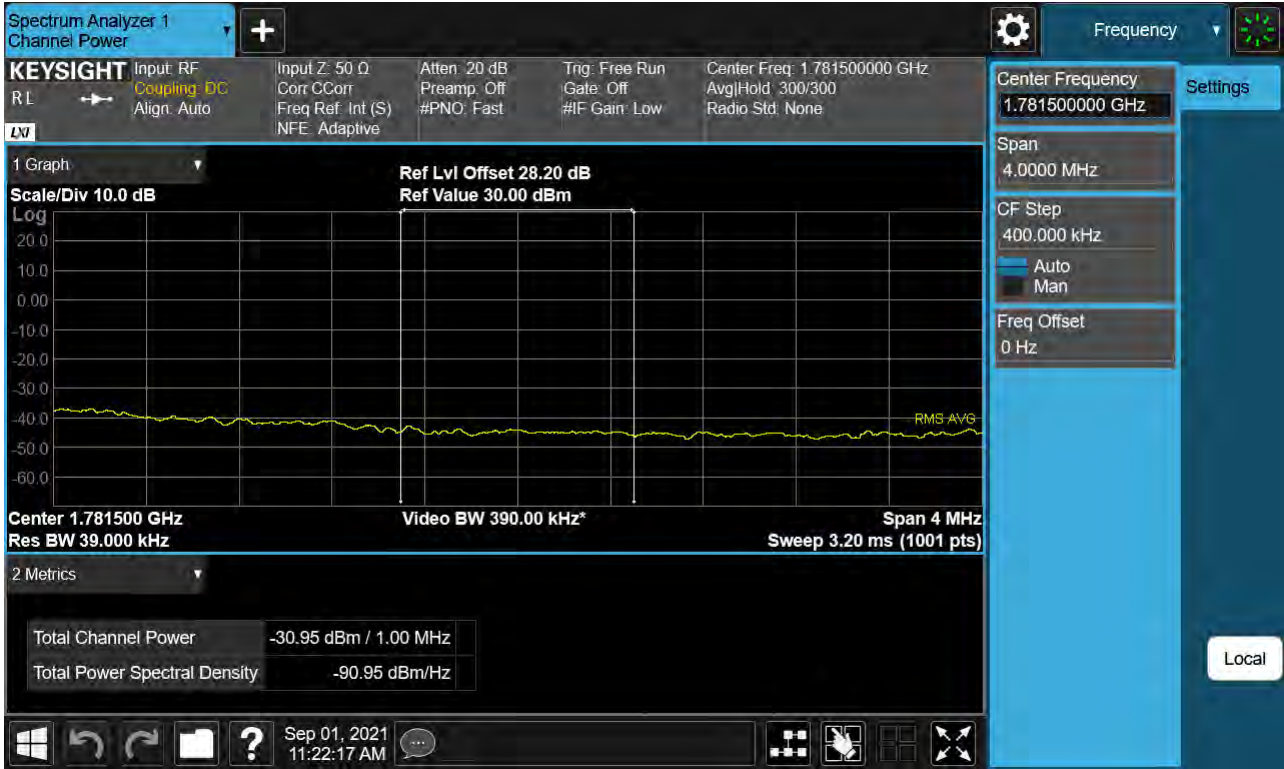 Spectrum Analyzer 1
Channel Power
+
Frequency
KEYSIGHT
R L
LXI
Input: RF
Coupling: DC
Align: Auto
Input Z: 50 Ω
Corr CCorr
Freq Ref: Int (S)
NFE: Adaptive
Atten: 20 dB
Preamp: Off
#PNO: Fast
Trig: Free Run
Gate: Off
#IF Gain: Low
Center Freq: 1.781500000 GHz
Avg|Hold: 300/300
Radio Std: None
1 Graph
Scale/Div 10.0 dB
Ref Lvl Offset 28.20 dB
Ref Value 30.00 dBm
Log
20.0
10.0
0.00
-10.0
-20.0
-30.0
-40.0
-50.0
-60.0
RMS AVG
Center 1.781500 GHz
Video BW 390.00 kHz*
Span 4 MHz
Res BW 39.000 kHz
Sweep 3.20 ms (1001 pts)
2 Metrics
Total Channel Power -30.95 dBm / 1.00 MHz
Total Power Spectral Density -90.95 dBm/Hz
Center Frequency
1.781500000 GHz
Settings
Span
4.0000 MHz
CF Step
400.000 kHz
Auto
Man
Freq Offset
0 Hz
Local
?
Sep 01, 2021
11:22:17 AM